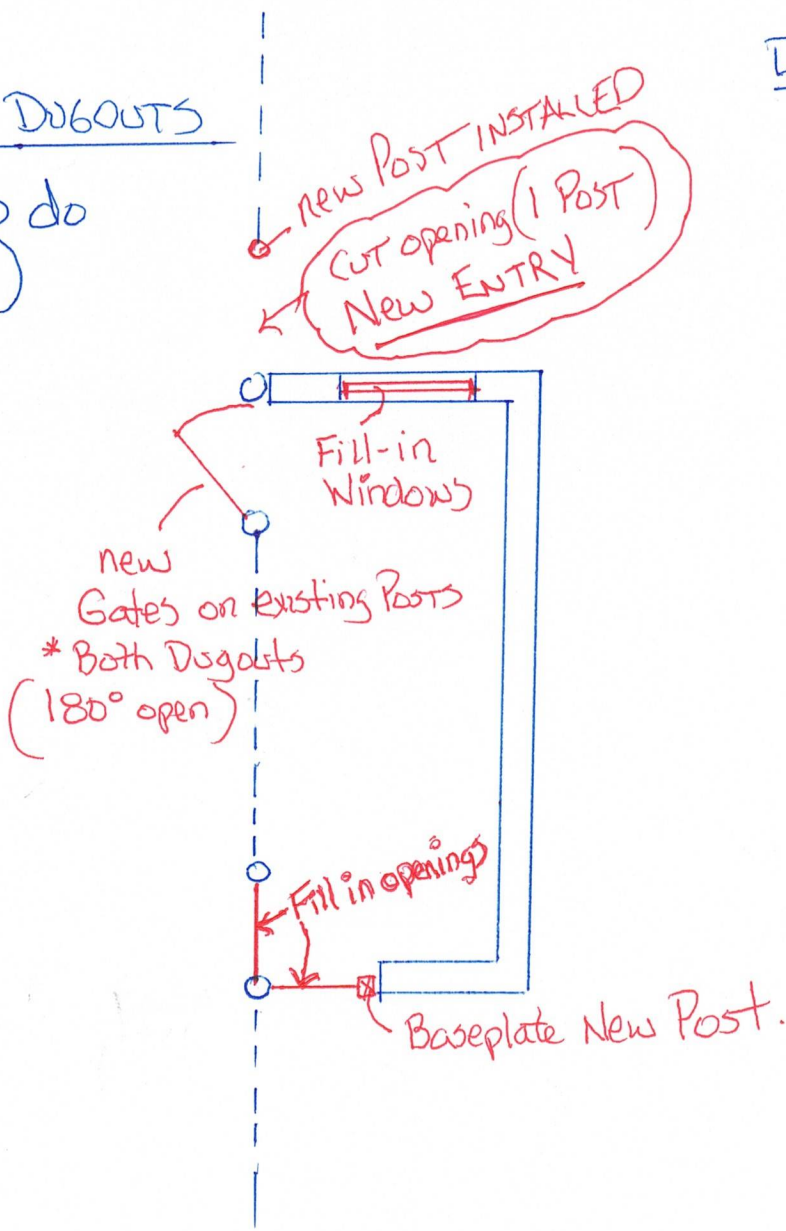 DUGOUTS
do
new POST INSTALLED
CUT opening (1 POST)
New ENTRY
Fill-in
Windows
new
Gates on existing Posts
* Both Dugouts
(180° open)
Fill in openings
Baseplate New Post.